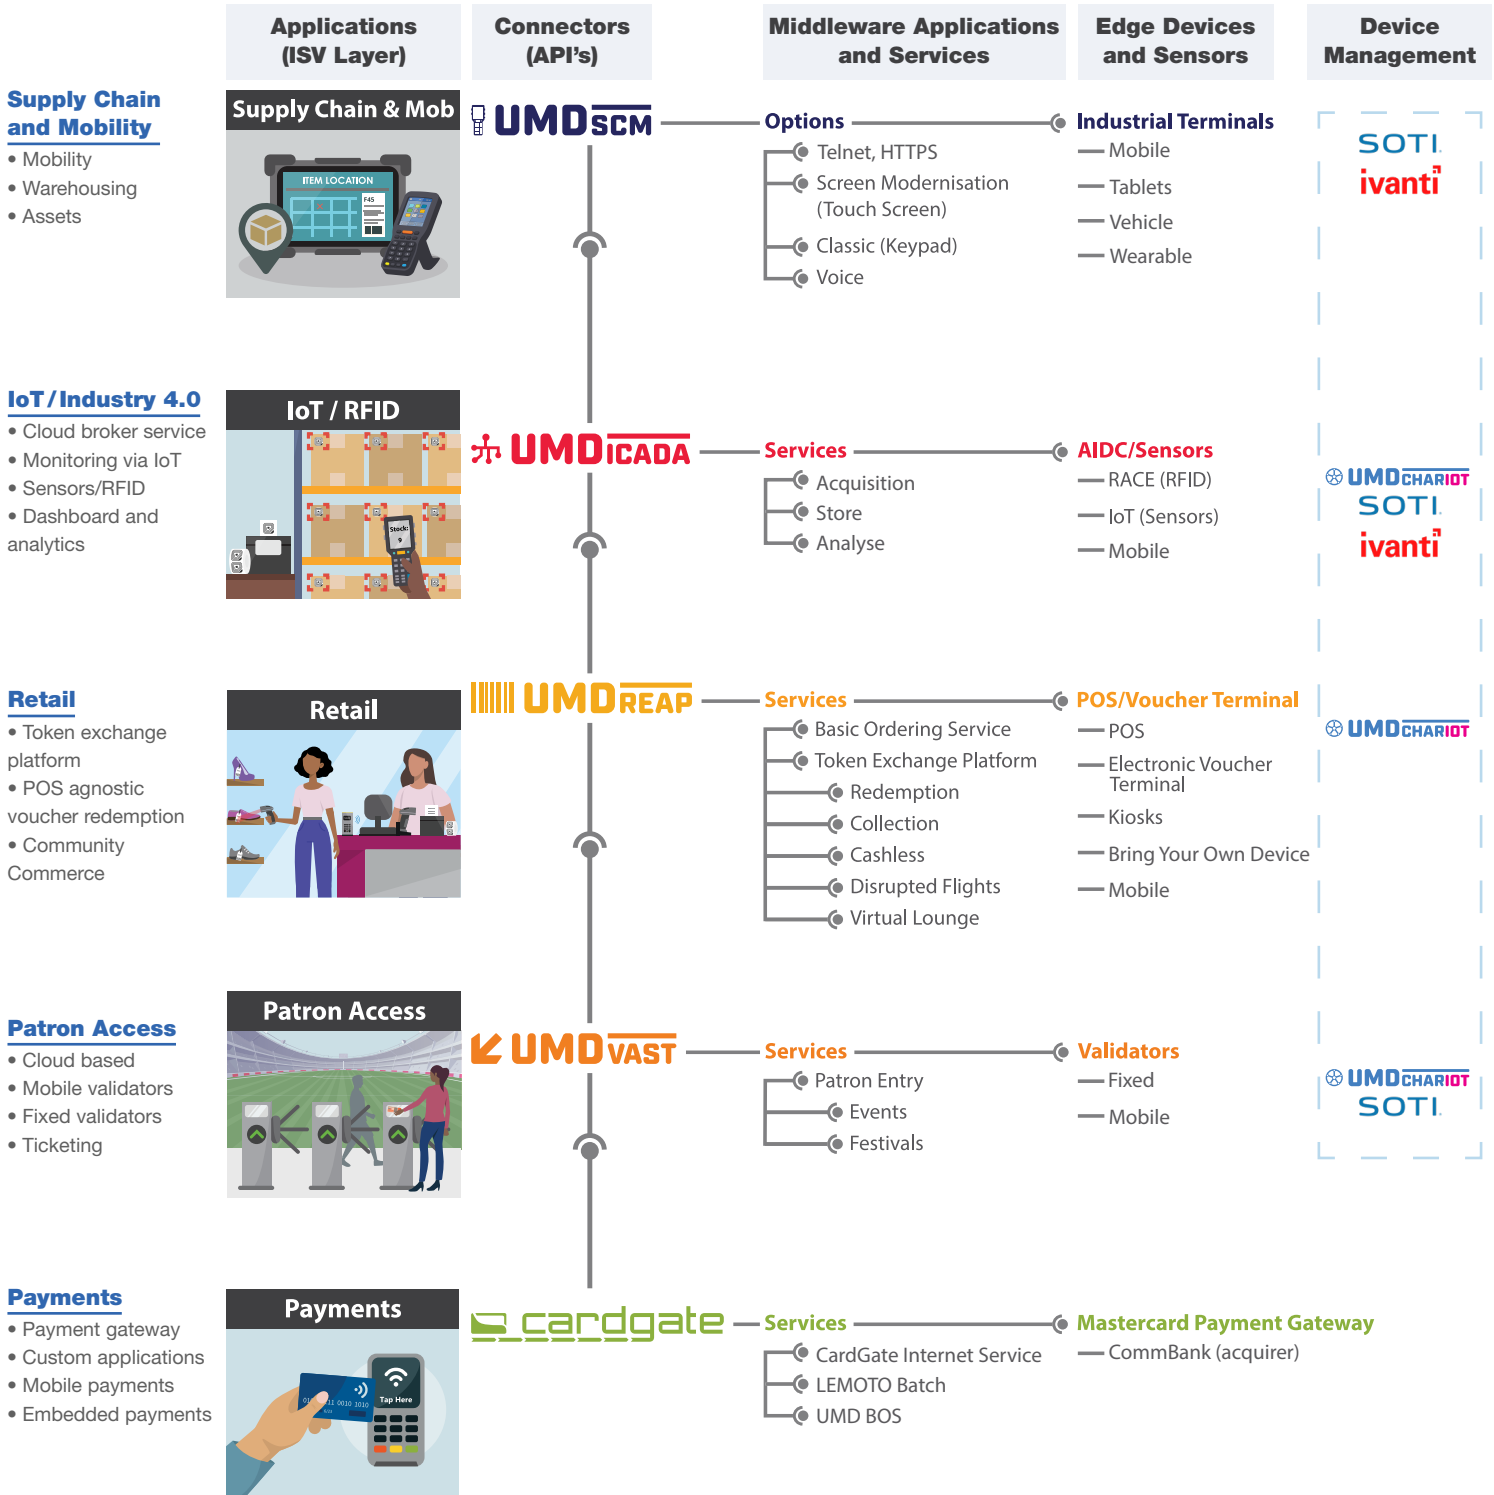 Applications
(ISV Layer)
Connectors
(API's)
Middleware Applications
and Services
Edge Devices
and Sensors
Device
Management
Supply Chain
and Mobility
• Mobility
• Warehousing
• Assets
Supply Chain & Mob
ITEM LOCATION
F45
UMDSCM
Options
Telnet, HTTPS
Screen Modernisation
(Touch Screen)
Classic (Keypad)
Voice
Industrial Terminals
Mobile
Tablets
Vehicle
Wearable
SOTI
ivanti
IoT/Industry 4.0
• Cloud broker service
• Monitoring via IoT
• Sensors/RFID
• Dashboard and
analytics
IoT / RFID
Stock:
9
UMDICADA
Services
Acquisition
Store
Analyse
AIDC/Sensors
RACE (RFID)
IoT (Sensors)
Mobile
UMDCHARIOT
SOTI
ivanti
Retail
• Token exchange
platform
• POS agnostic
voucher redemption
• Community
Commerce
Retail
UMDREAP
Services
Basic Ordering Service
Token Exchange Platform
Redemption
Collection
Cashless
Disrupted Flights
Virtual Lounge
POS/Voucher Terminal
POS
Electronic Voucher
Terminal
Kiosks
Bring Your Own Device
Mobile
UMDCHARIOT
Patron Access
• Cloud based
• Mobile validators
• Fixed validators
• Ticketing
Patron Access
UMDVAST
Services
Patron Entry
Events
Festivals
Validators
Fixed
Mobile
UMDCHARIOT
SOTI
Payments
• Payment gateway
• Custom applications
• Mobile payments
• Embedded payments
Payments
Tap Here
cardgate
Services
CardGate Internet Service
LEMOTO Batch
UMD BOS
Mastercard Payment Gateway
CommBank (acquirer)